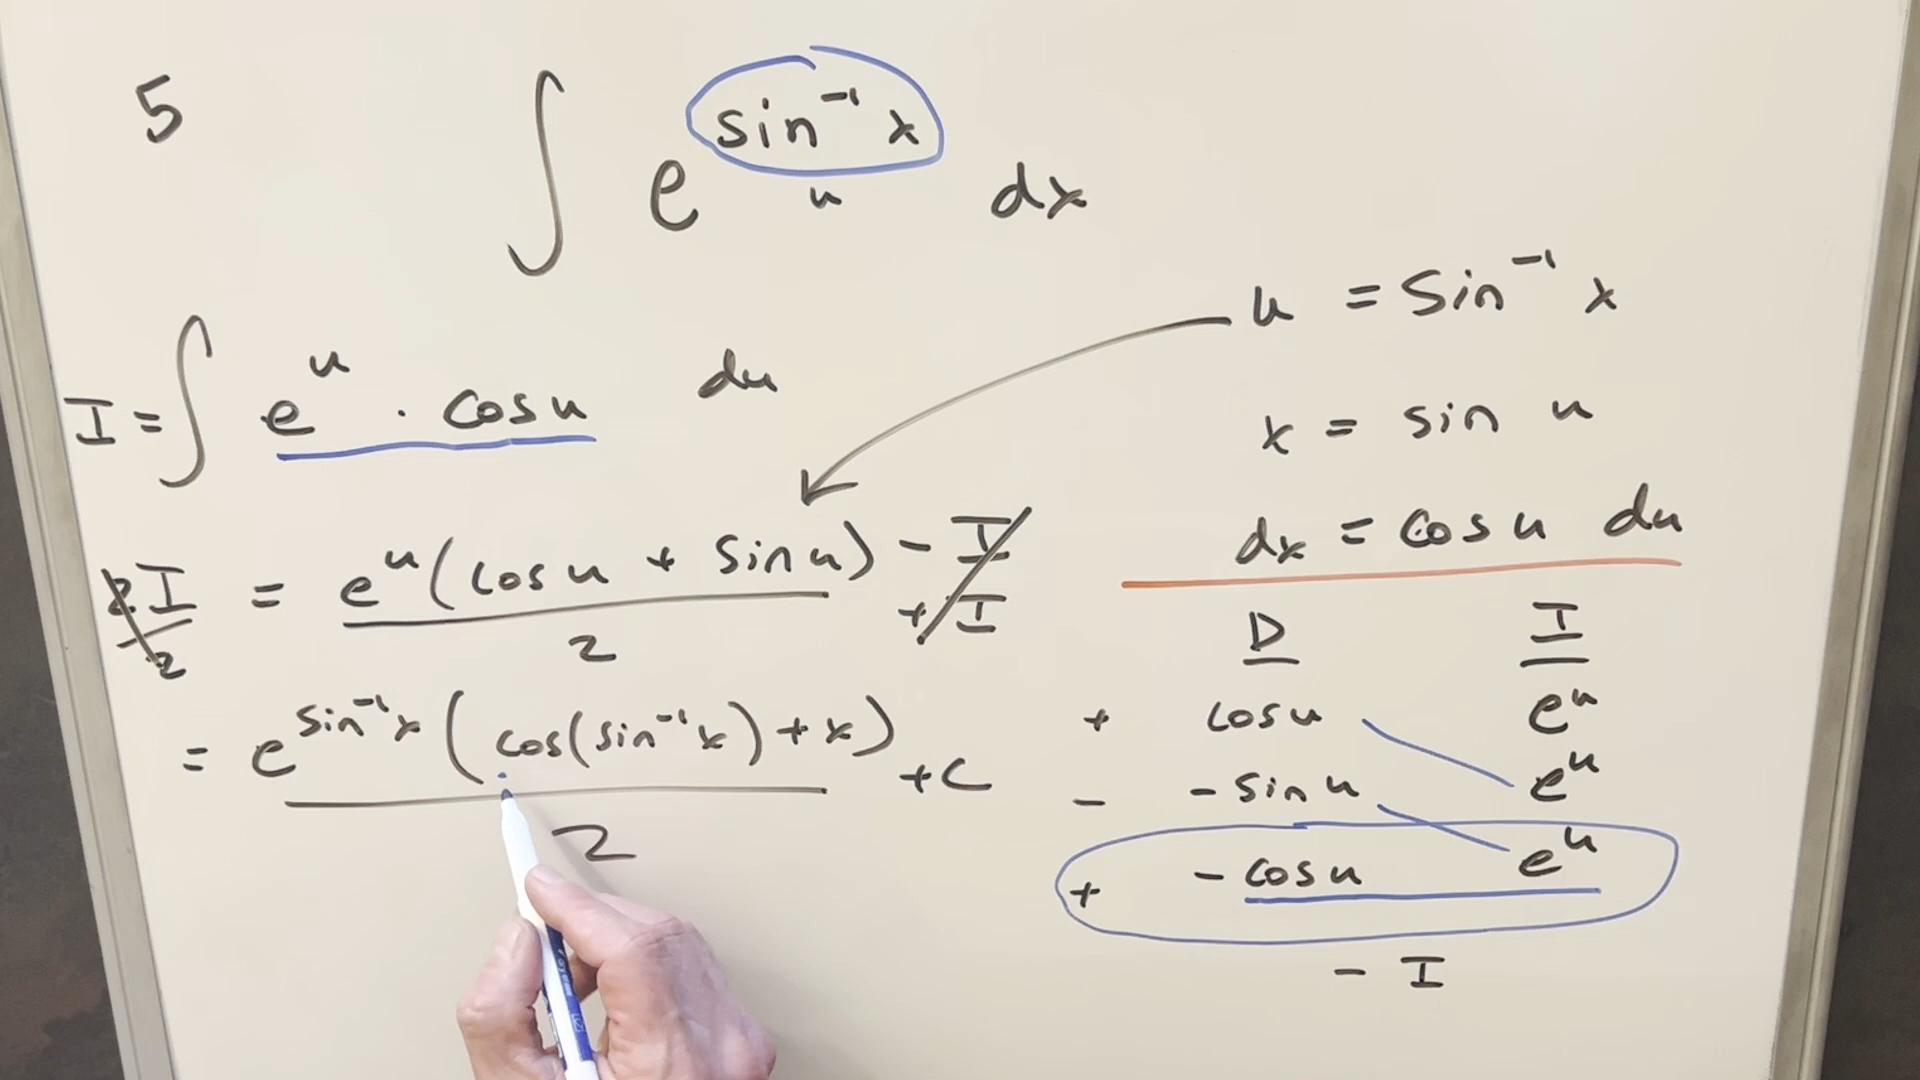 5
∫ e^(sin⁻¹ x) dx
u
u = sin⁻¹ x
I = ∫ e^u · cos u du
x = sin u
dx = cos u du
2I/2 = e^u (cos u + sin u)/2 - I + I
= e^(sin⁻¹ x) (cos(sin⁻¹ x) + x)/2 + C
D I
+ cos u e^u
- - sin u e^u
+ - cos u e^u
- I